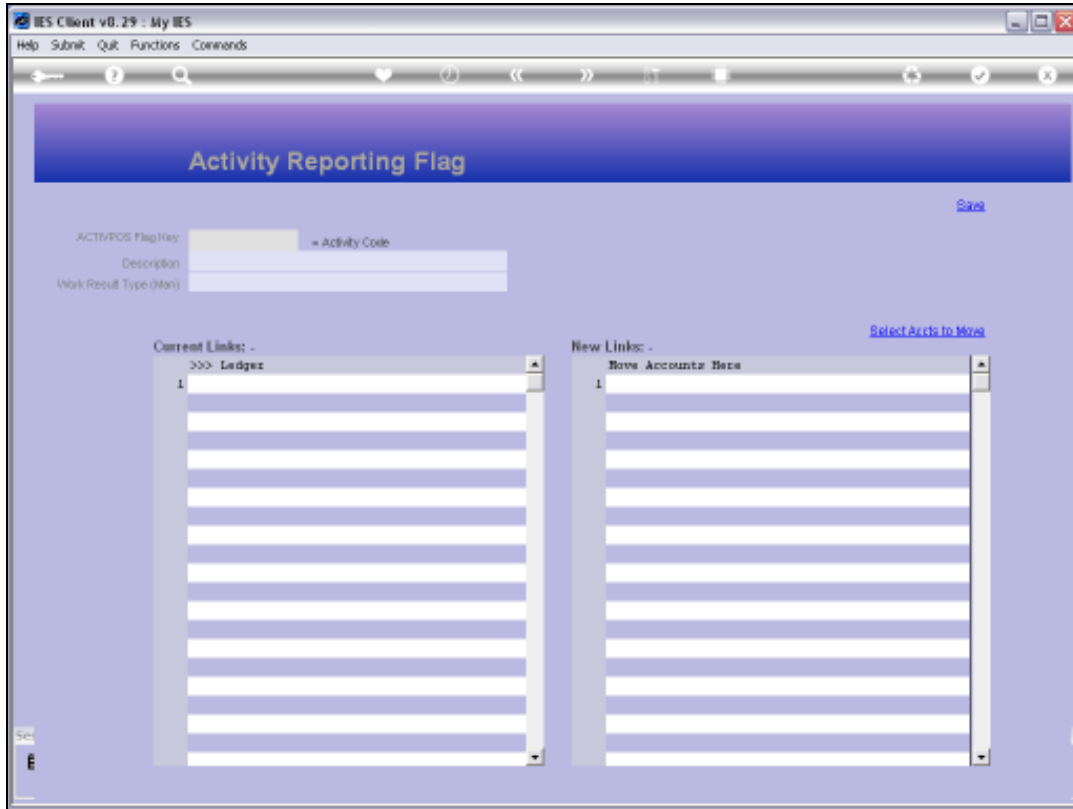 IES Client v8.29 : My IES
Help Submit Quit Functions Commands
Activity Reporting Flag
Save
ACTIVPOS Flag Key = Activity Code
Description
Work Result Type (Man)
Select Accts to Move
Current Links: - New Links: -
>>> Ledger Move Accounts Here
1 1